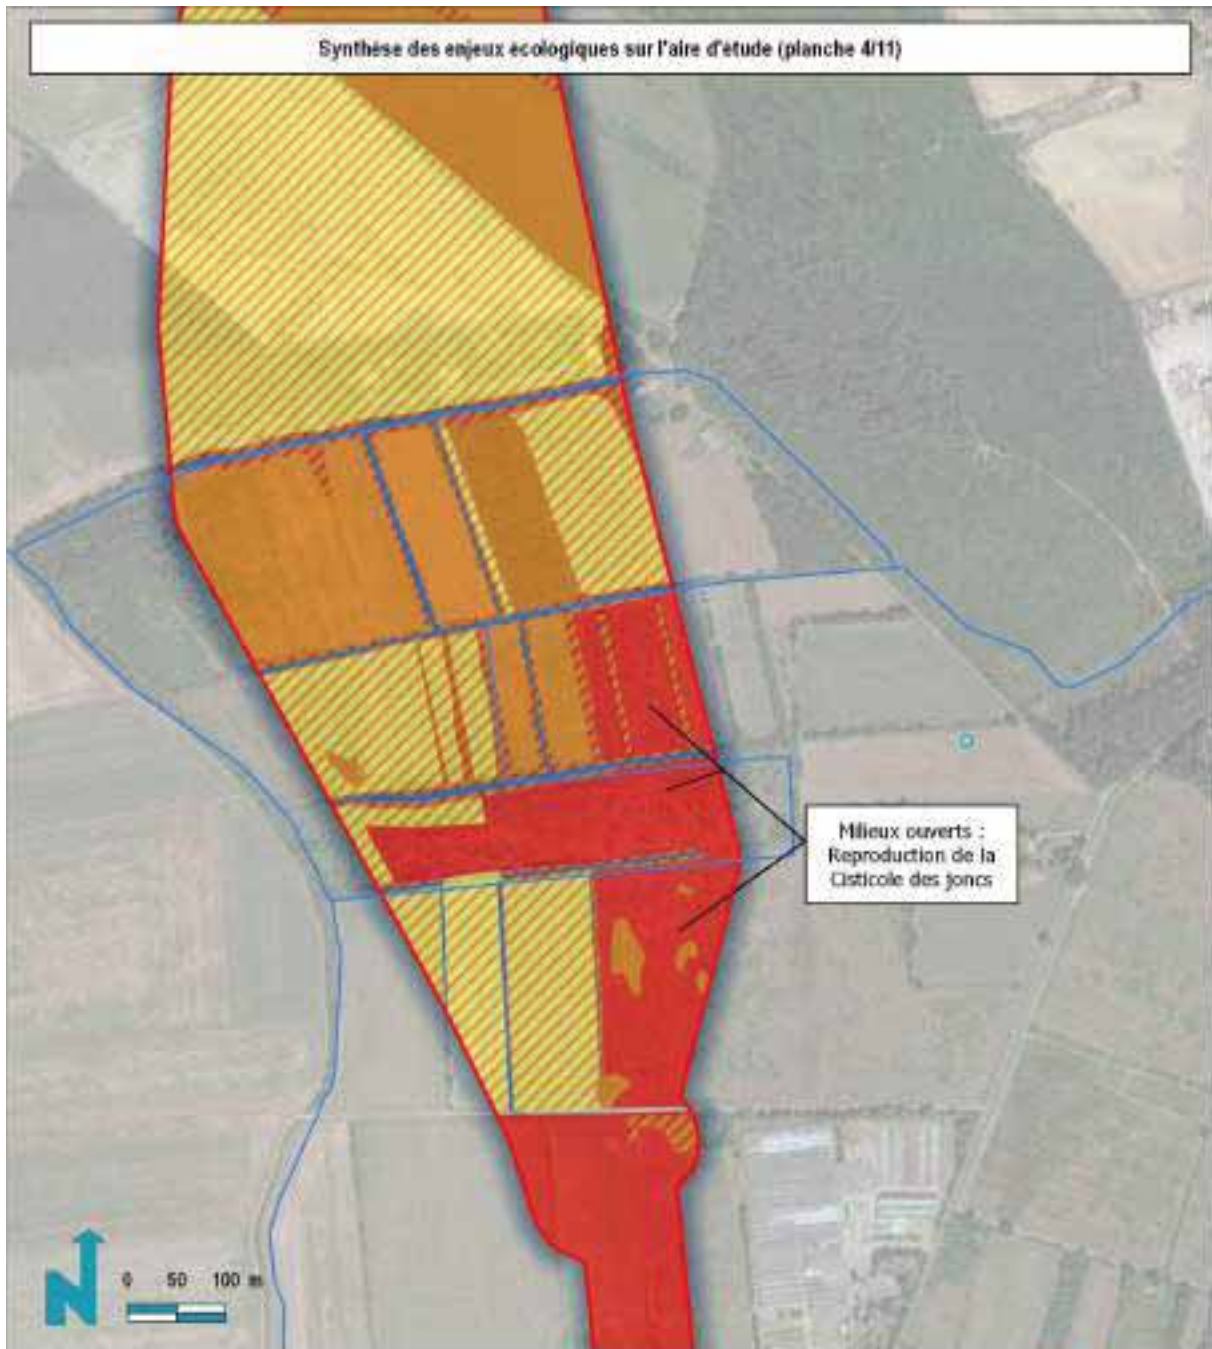 Synthèse des enjeux écologiques sur l'aire d'étude (planche 4/11)
Milieux ouverts :
Reproduction de la
Cisticole des joncs
N
0 50 100 m